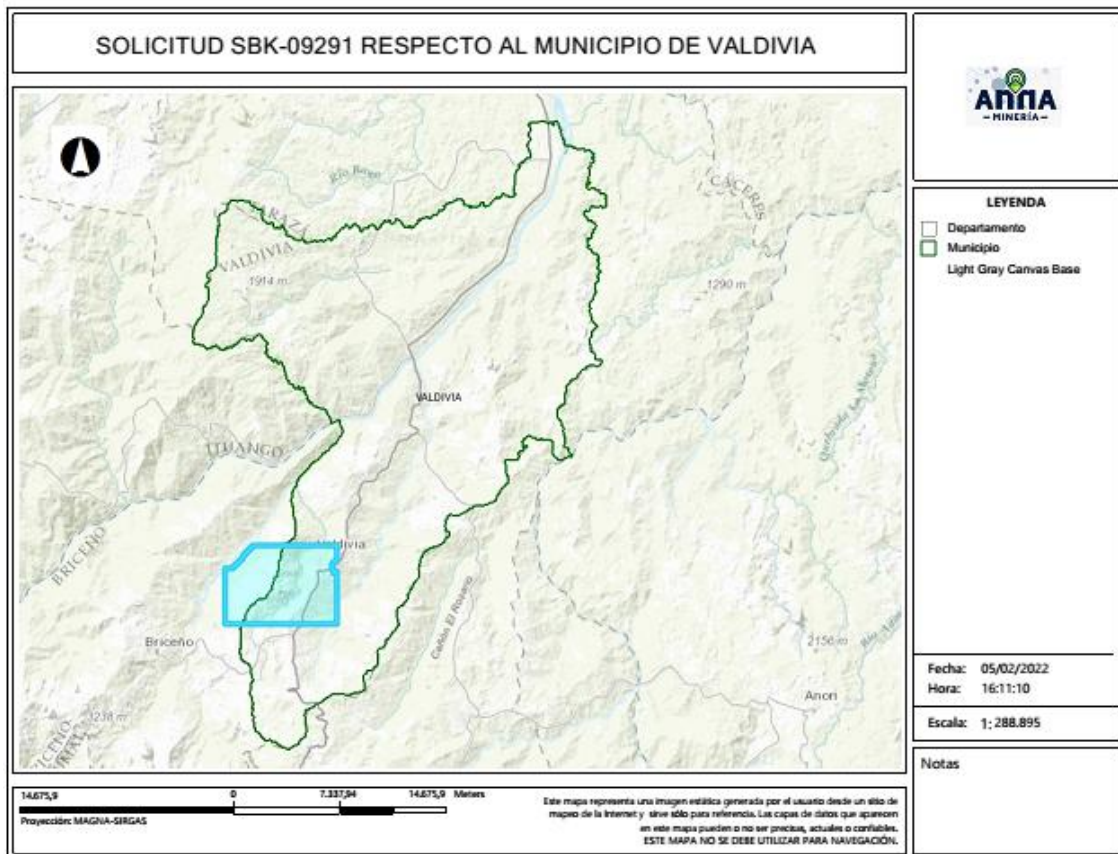 SOLICITUD SBK-09291 RESPECTO AL MUNICIPIO DE VALDIVIA
ANNA
MINERÍA
LEYENDA
Departamento
Municipio
Light Gray Canvas Base
CACERES
VALDIVIA
1914 m
1290 m
VALDIVIA
ITUANGO
BRICEÑO
Valdivia
Briceño
Cañón El Rosario
2156 m
Anorí
3238 m
Fecha: 05/02/2022
Hora: 16:11:10
Escala: 1: 288.895
Notas
14.675,9 0 7.337,94 14.675,9 Meters
Proyección: MAGNA-SIRGAS
Este mapa representa una imagen estática generada por el usuario desde un sitio de
mapeo de la Internet y sirve sólo para referencia. Las capas de datos que aparecen
en este mapa pueden o no ser precisas, actuales o confiables.
ESTE MAPA NO SE DEBE UTILIZAR PARA NAVEGACIÓN.